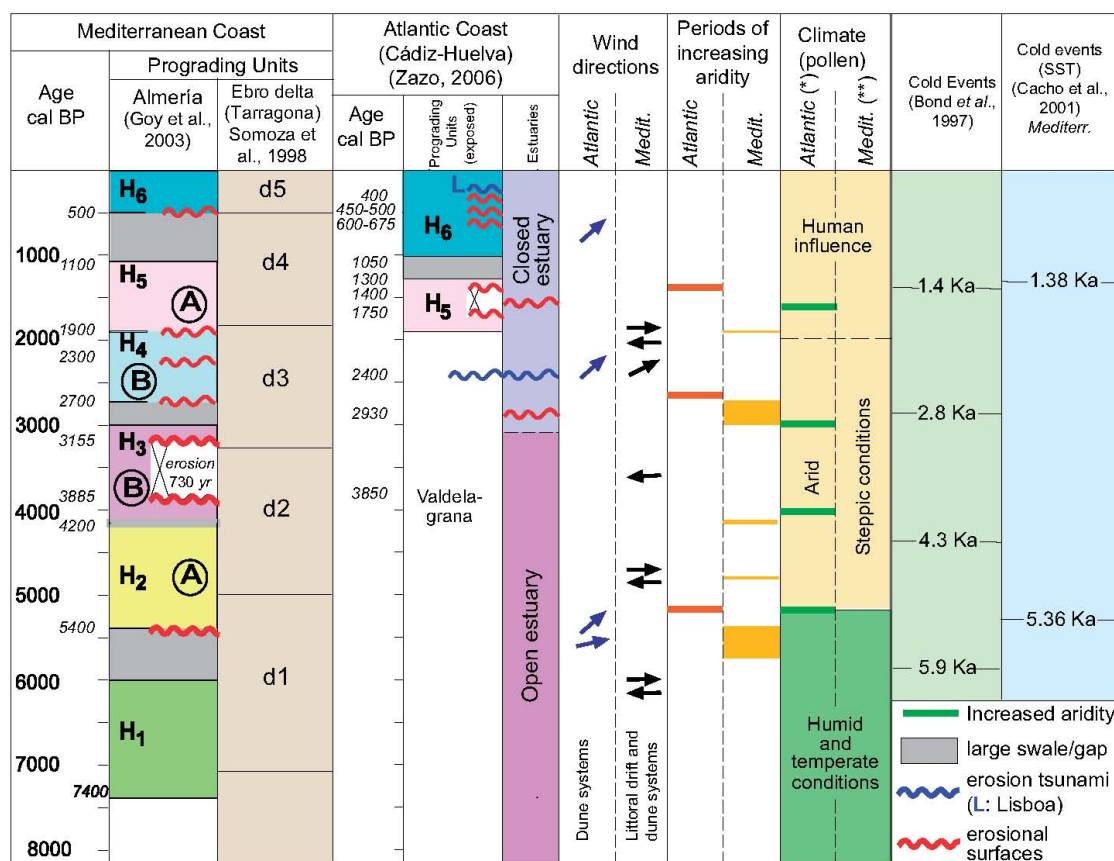 Mediterranean Coast
Age
cal BP
Prograding Units
Almería
(Goy et al.,
2003)
Ebro delta
(Tarragona)
Somoza et
al., 1998
Atlantic Coast
(Cádiz-Huelva)
(Zazo, 2006)
Age
cal BP
Prograding
Units
(exposed)
Estuaries
Wind
directions
Atlantic
Medit.
Periods of
increasing aridity
Atlantic
Medit.
Climate
(pollen)
Atlantic (*)
Medit. (**)
Cold Events
(Bond et al.,
1997)
Cold events
(SST)
(Cacho et al.,
2001)
Mediterr.
500
1000
1100
1900
2000
2300
2700
3000
3155
3885
4000
4200
5000
5400
6000
7000
7400
8000
H6
H5
A
H4
B
H3
erosion
730 yr
B
H2
A
H1
d5
d4
d3
d2
d1
400
450-500
600-675
1050
1300
1400
1750
2400
2930
3850
L
H6
H5
Valdela-
grana
Closed
estuary
Open estuary
Dune systems
Littoral drift and
dune systems
Human
influence
Arid
Steppic conditions
Humid
and
temperate
conditions
1.4 Ka
2.8 Ka
4.3 Ka
5.9 Ka
1.38 Ka
5.36 Ka
Increased aridity
large swale/gap
erosion tsunami
(L: Lisboa)
erosional
surfaces